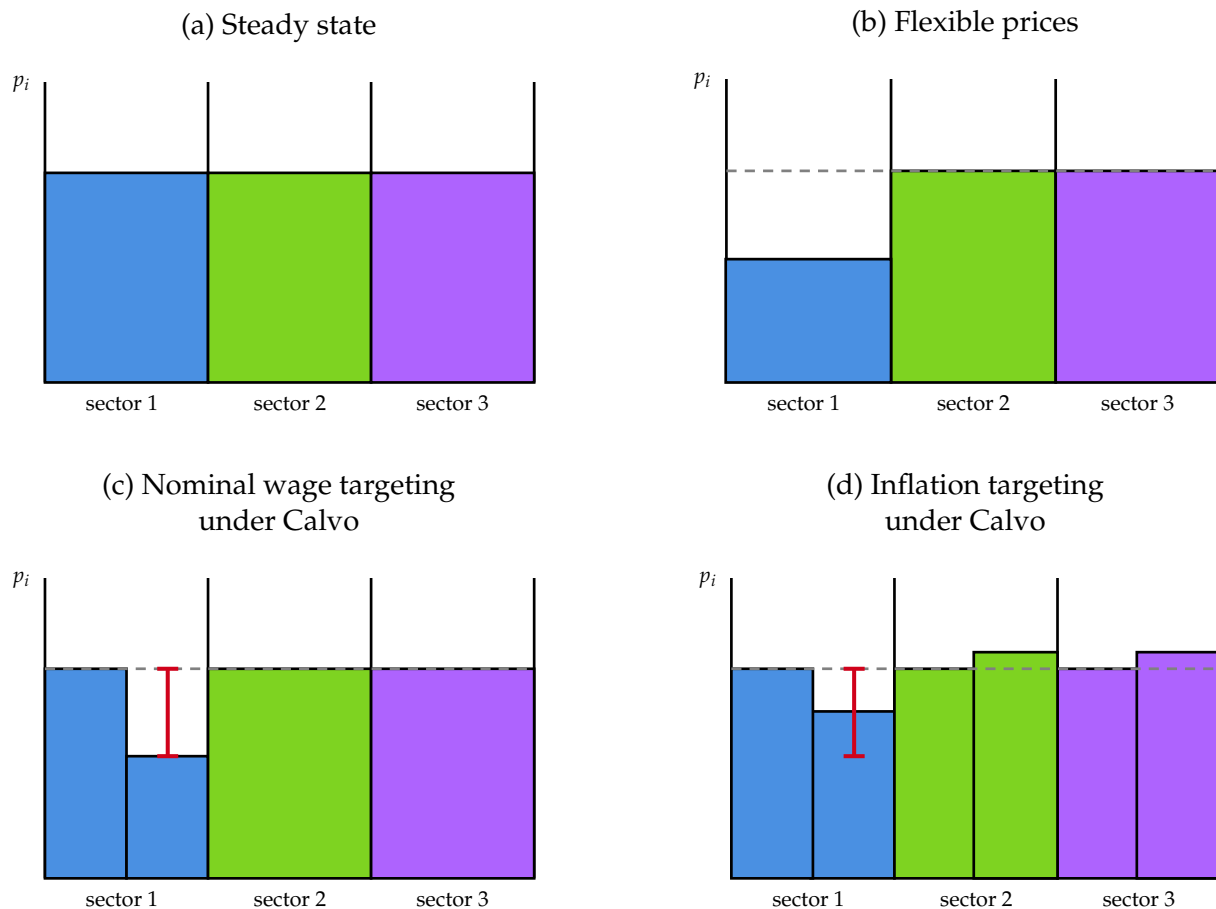 (a) Steady state
p_i
sector 1 sector 2 sector 3
(b) Flexible prices
p_i
sector 1 sector 2 sector 3
(c) Nominal wage targeting
under Calvo
p_i
sector 1 sector 2 sector 3
(d) Inflation targeting
under Calvo
p_i
sector 1 sector 2 sector 3